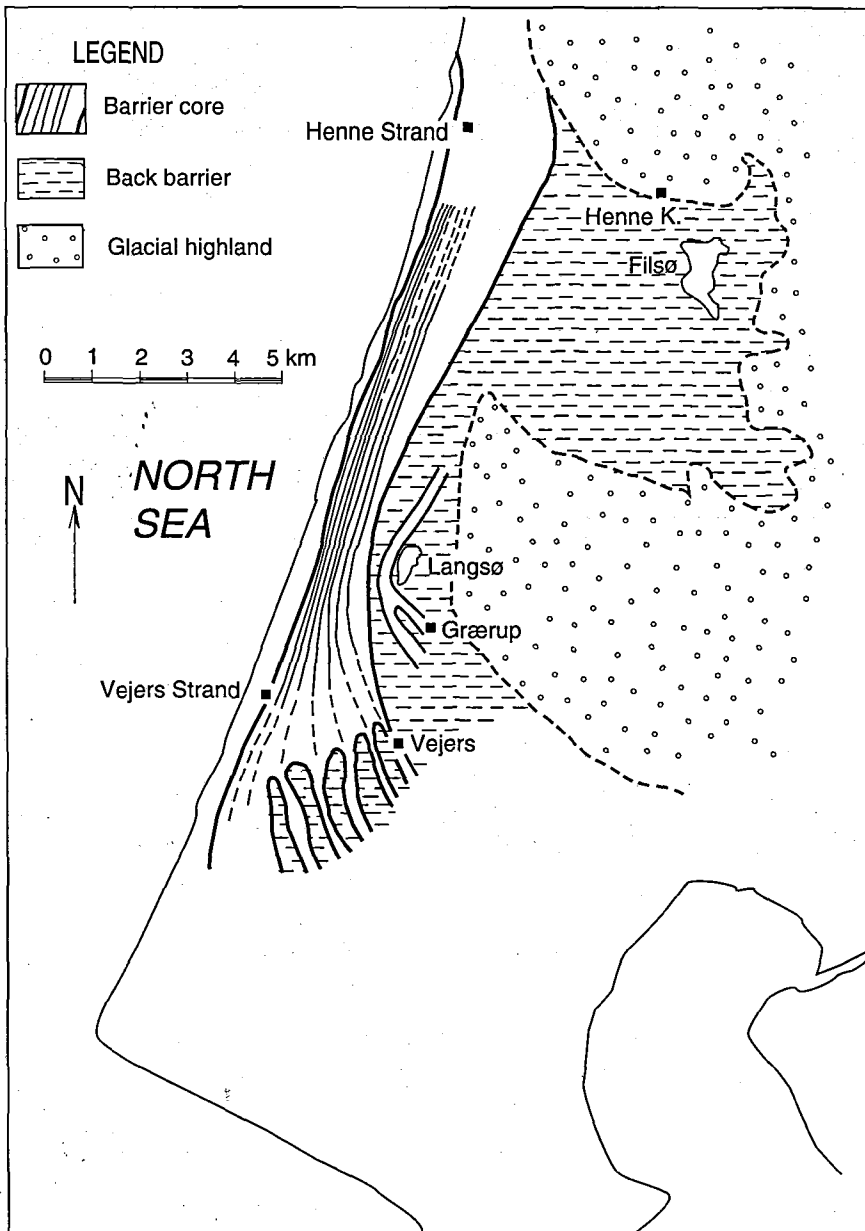 LEGEND
Barrier core
Back barrier
Glacial highland
0 1 2 3 4 5 km
N
NORTH
SEA
Henne Strand
Henne K.
Filsø
Langsø
Grærup
Vejers Strand
Vejers